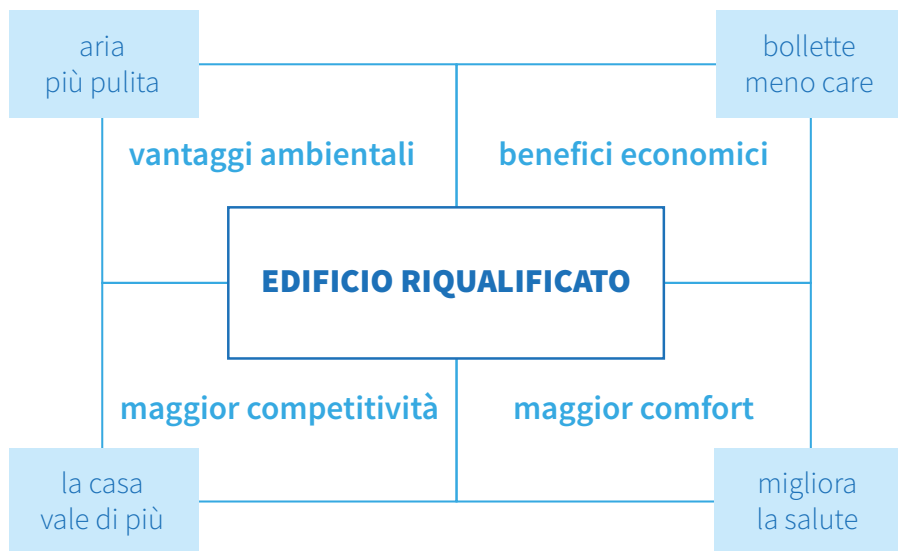 aria
più pulita
bollette
meno care
vantaggi ambientali
benefici economici
EDIFICIO RIQUALIFICATO
maggior competitività
maggior comfort
la casa
vale di più
migliora
la salute